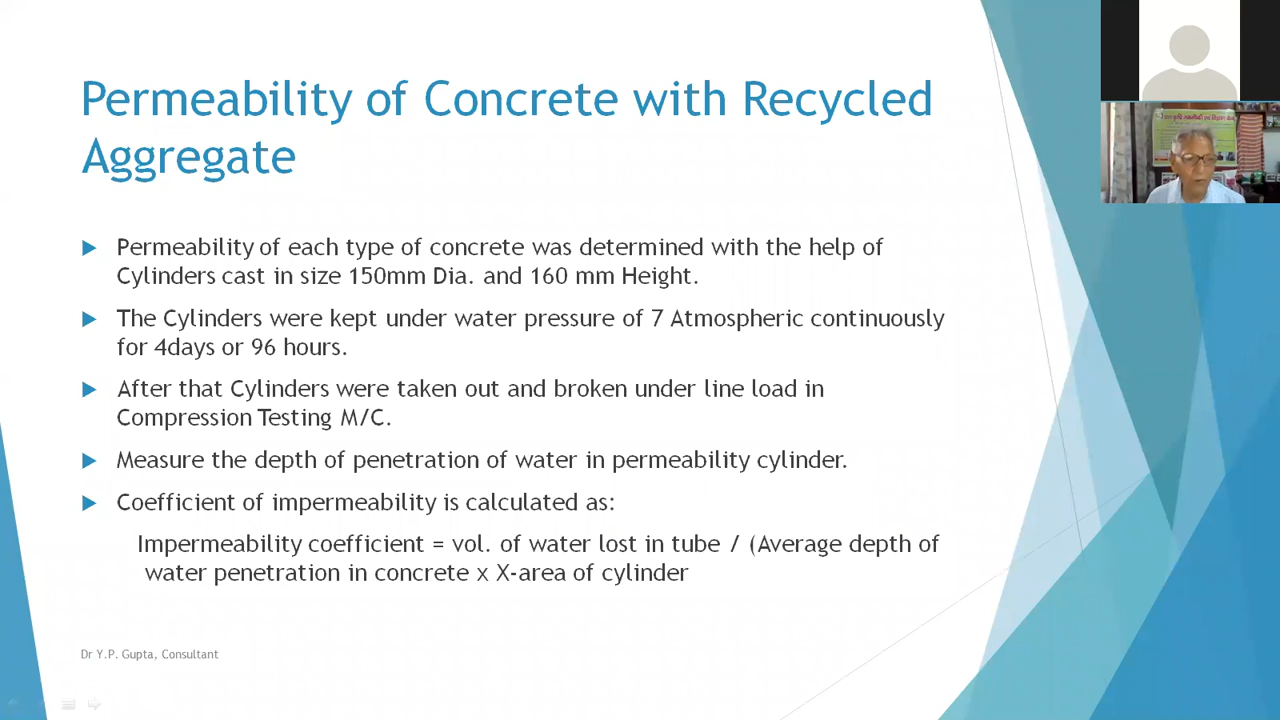 Permeability of Concrete with Recycled
Aggregate
Permeability of each type of concrete was determined with the help of
Cylinders cast in size 150mm Dia. and 160 mm Height.
The Cylinders were kept under water pressure of 7 Atmospheric continuously
for 4days or 96 hours.
After that Cylinders were taken out and broken under line load in
Compression Testing M/C.
Measure the depth of penetration of water in permeability cylinder.
Coefficient of impermeability is calculated as:
Impermeability coefficient = vol. of water lost in tube / (Average depth of
water penetration in concrete x X-area of cylinder
Dr Y.P. Gupta, Consultant